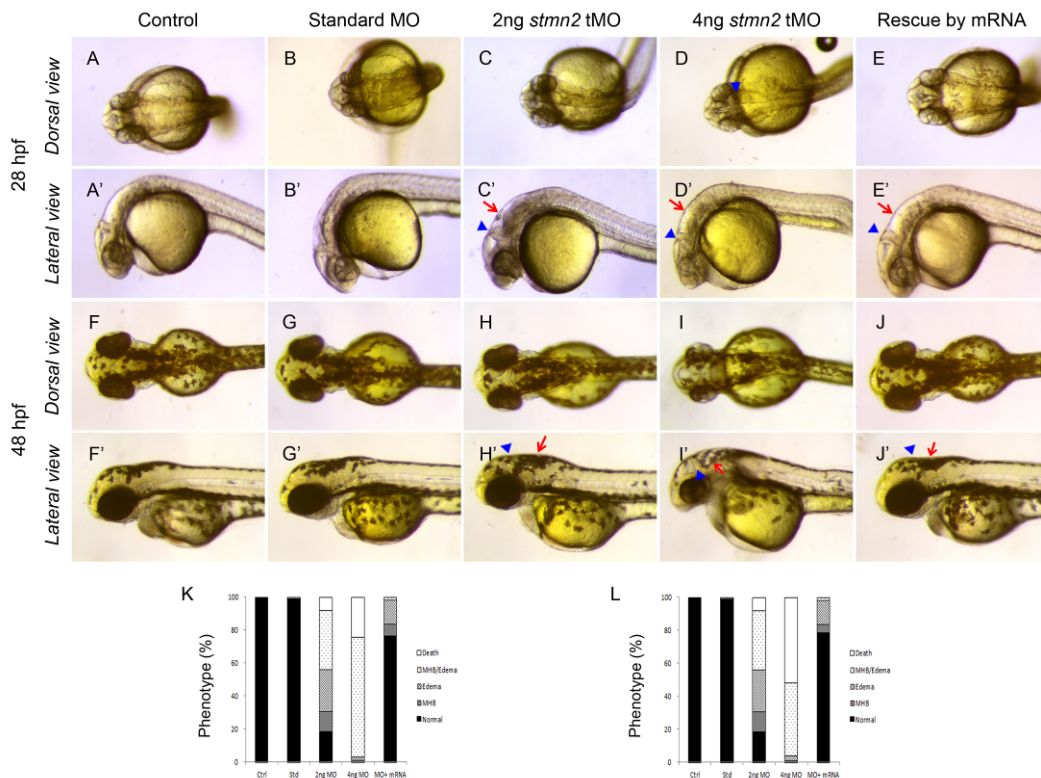 Control Standard MO 2ng stmn2 tMO 4ng stmn2 tMO Rescue by mRNA
28 hpf
Dorsal view
A B C D E
Lateral view
A’ B’ C’ D’ E’
48 hpf
Dorsal view
F G H I J
Lateral view
F’ G’ H’ I’ J’
K
Phenotype (%)
100
80
60
40
20
0
Ctrl Std 2ng MO 4ng MO MO+ mRNA
Death
MHB/Edema
Edema
MHB
Normal
L
Phenotype (%)
100
80
60
40
20
0
Ctrl Std 2ng MO 4ng MO MO+ mRNA
Death
MHB/Edema
Edema
MHB
Normal